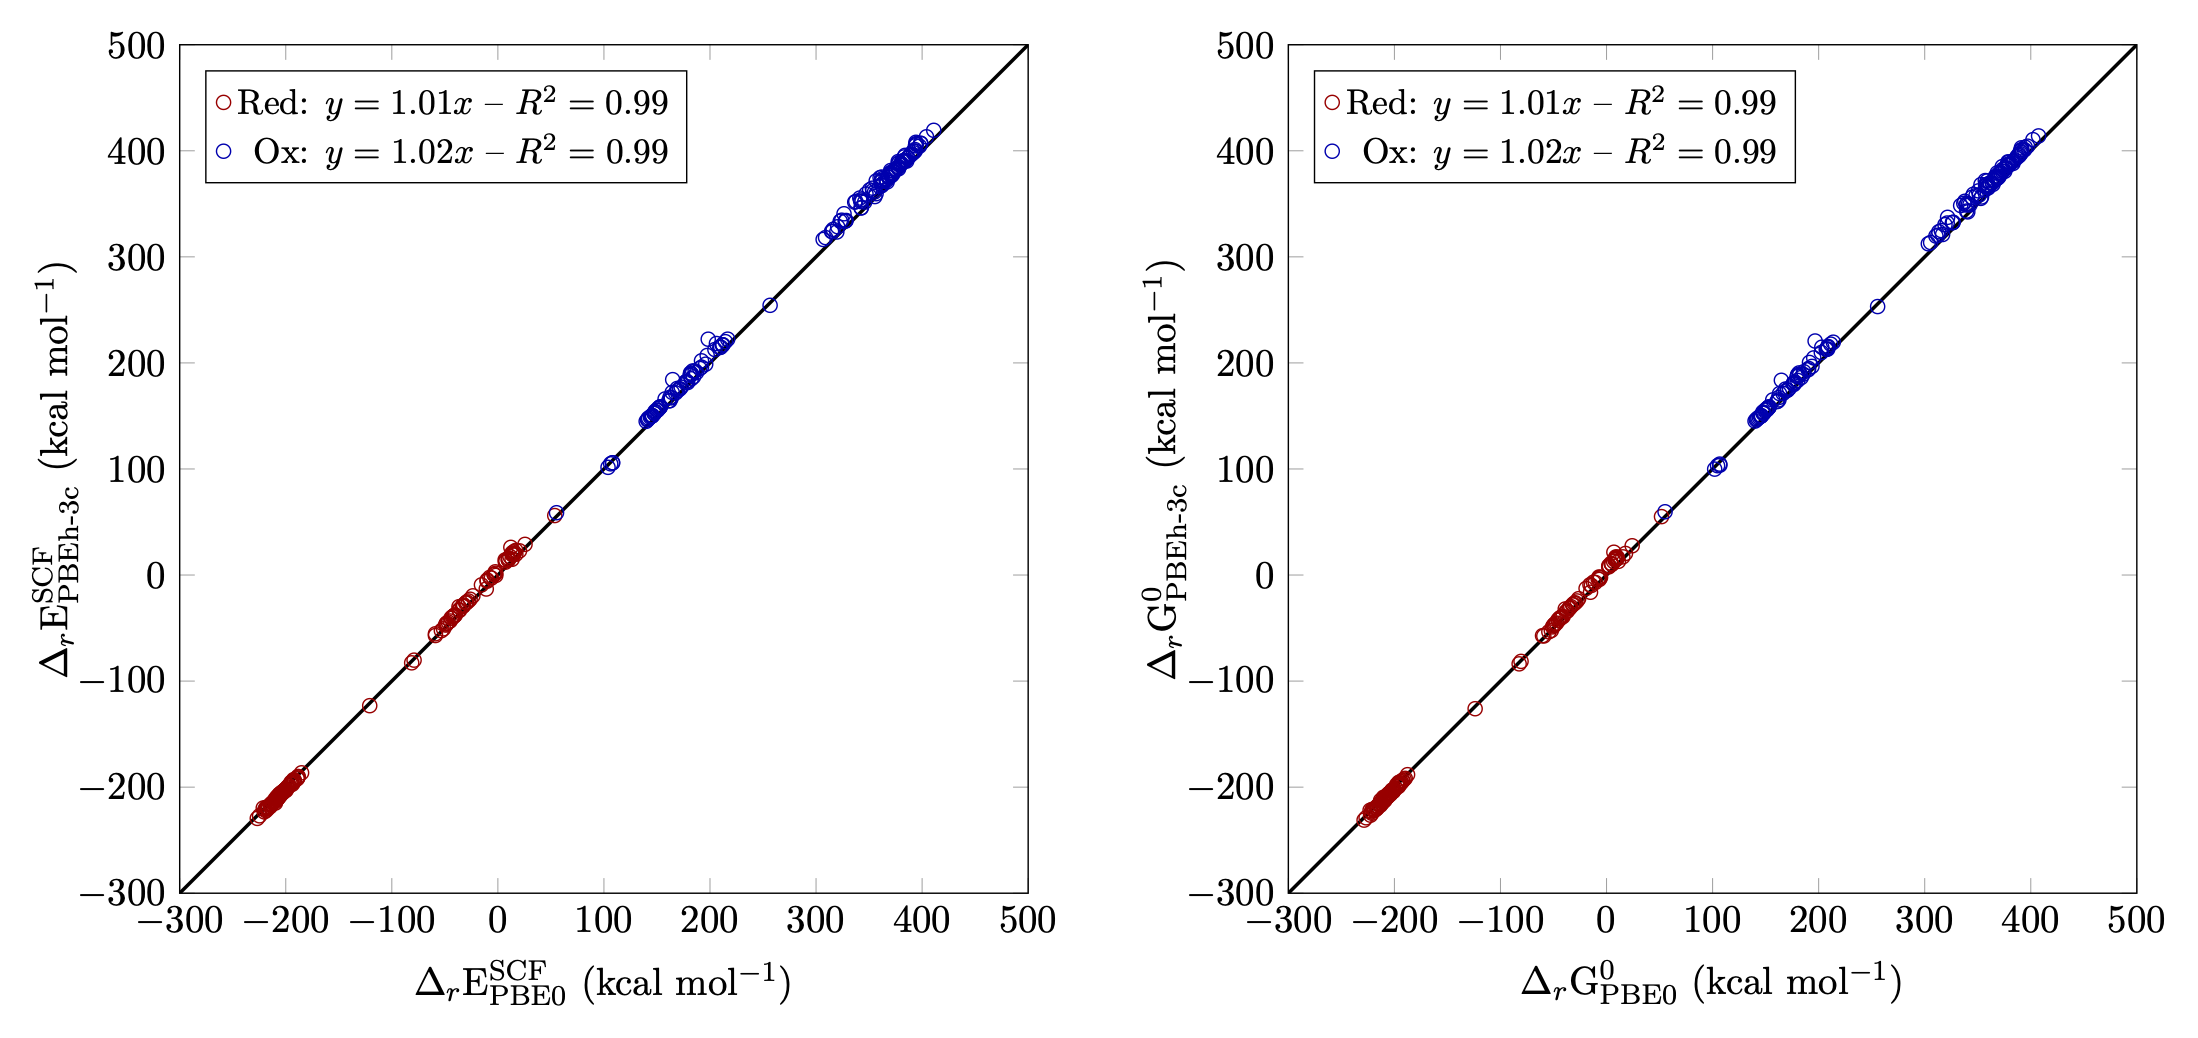 500
400
300
200
100
0
−100
−200
−300
−300 −200 −100 0 100 200 300 400 500
Red: y = 1.01x – R² = 0.99
Ox: y = 1.02x – R² = 0.99
Δ_r E^SCF_PBEh-3c (kcal mol⁻¹)
Δ_r E^SCF_PBE0 (kcal mol⁻¹)
500
400
300
200
100
0
−100
−200
−300
−300 −200 −100 0 100 200 300 400 500
Red: y = 1.01x – R² = 0.99
Ox: y = 1.02x – R² = 0.99
Δ_r G^0_PBEh-3c (kcal mol⁻¹)
Δ_r G^0_PBE0 (kcal mol⁻¹)